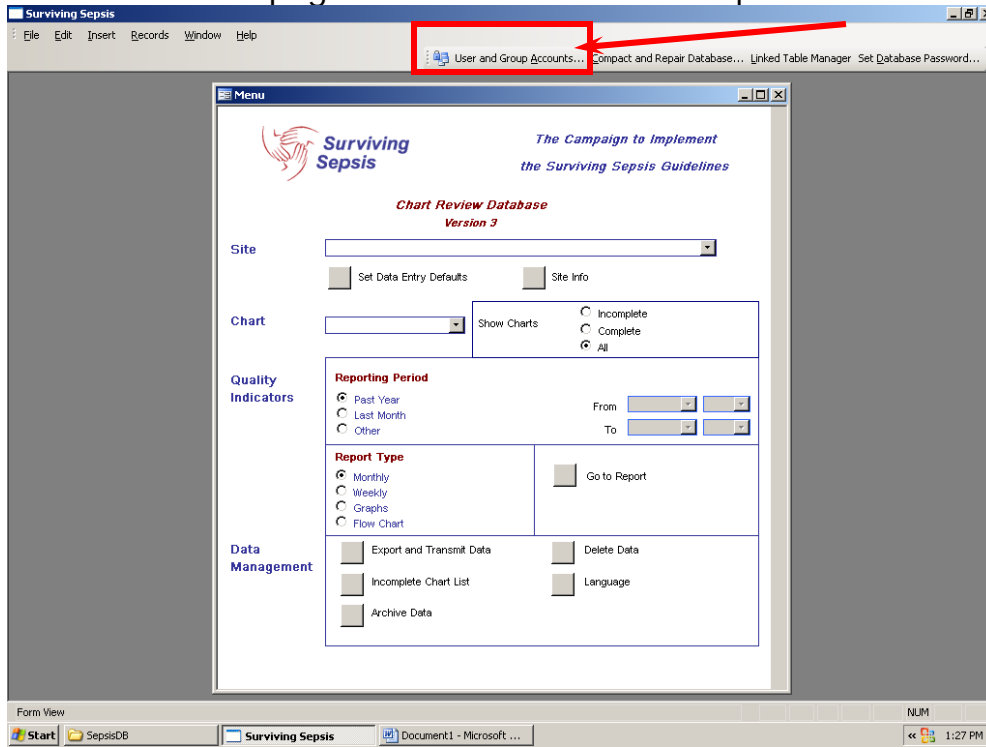 Surviving Sepsis
File Edit Insert Records Window Help
User and Group Accounts... Compact and Repair Database... Linked Table Manager Set Database Password...
Menu
Surviving Sepsis
The Campaign to Implement
the Surviving Sepsis Guidelines
Chart Review Database
Version 3
Site
Set Data Entry Defaults Site Info
Chart
Show Charts
Incomplete
Complete
All
Quality Indicators
Reporting Period
Past Year
Last Month
Other
From
To
Report Type
Monthly
Weekly
Graphs
Flow Chart
Go to Report
Data Management
Export and Transmit Data Delete Data
Incomplete Chart List Language
Archive Data
Form View NUM
Start SepsisDB Surviving Sepsis Document1 - Microsoft ... 1:27 PM